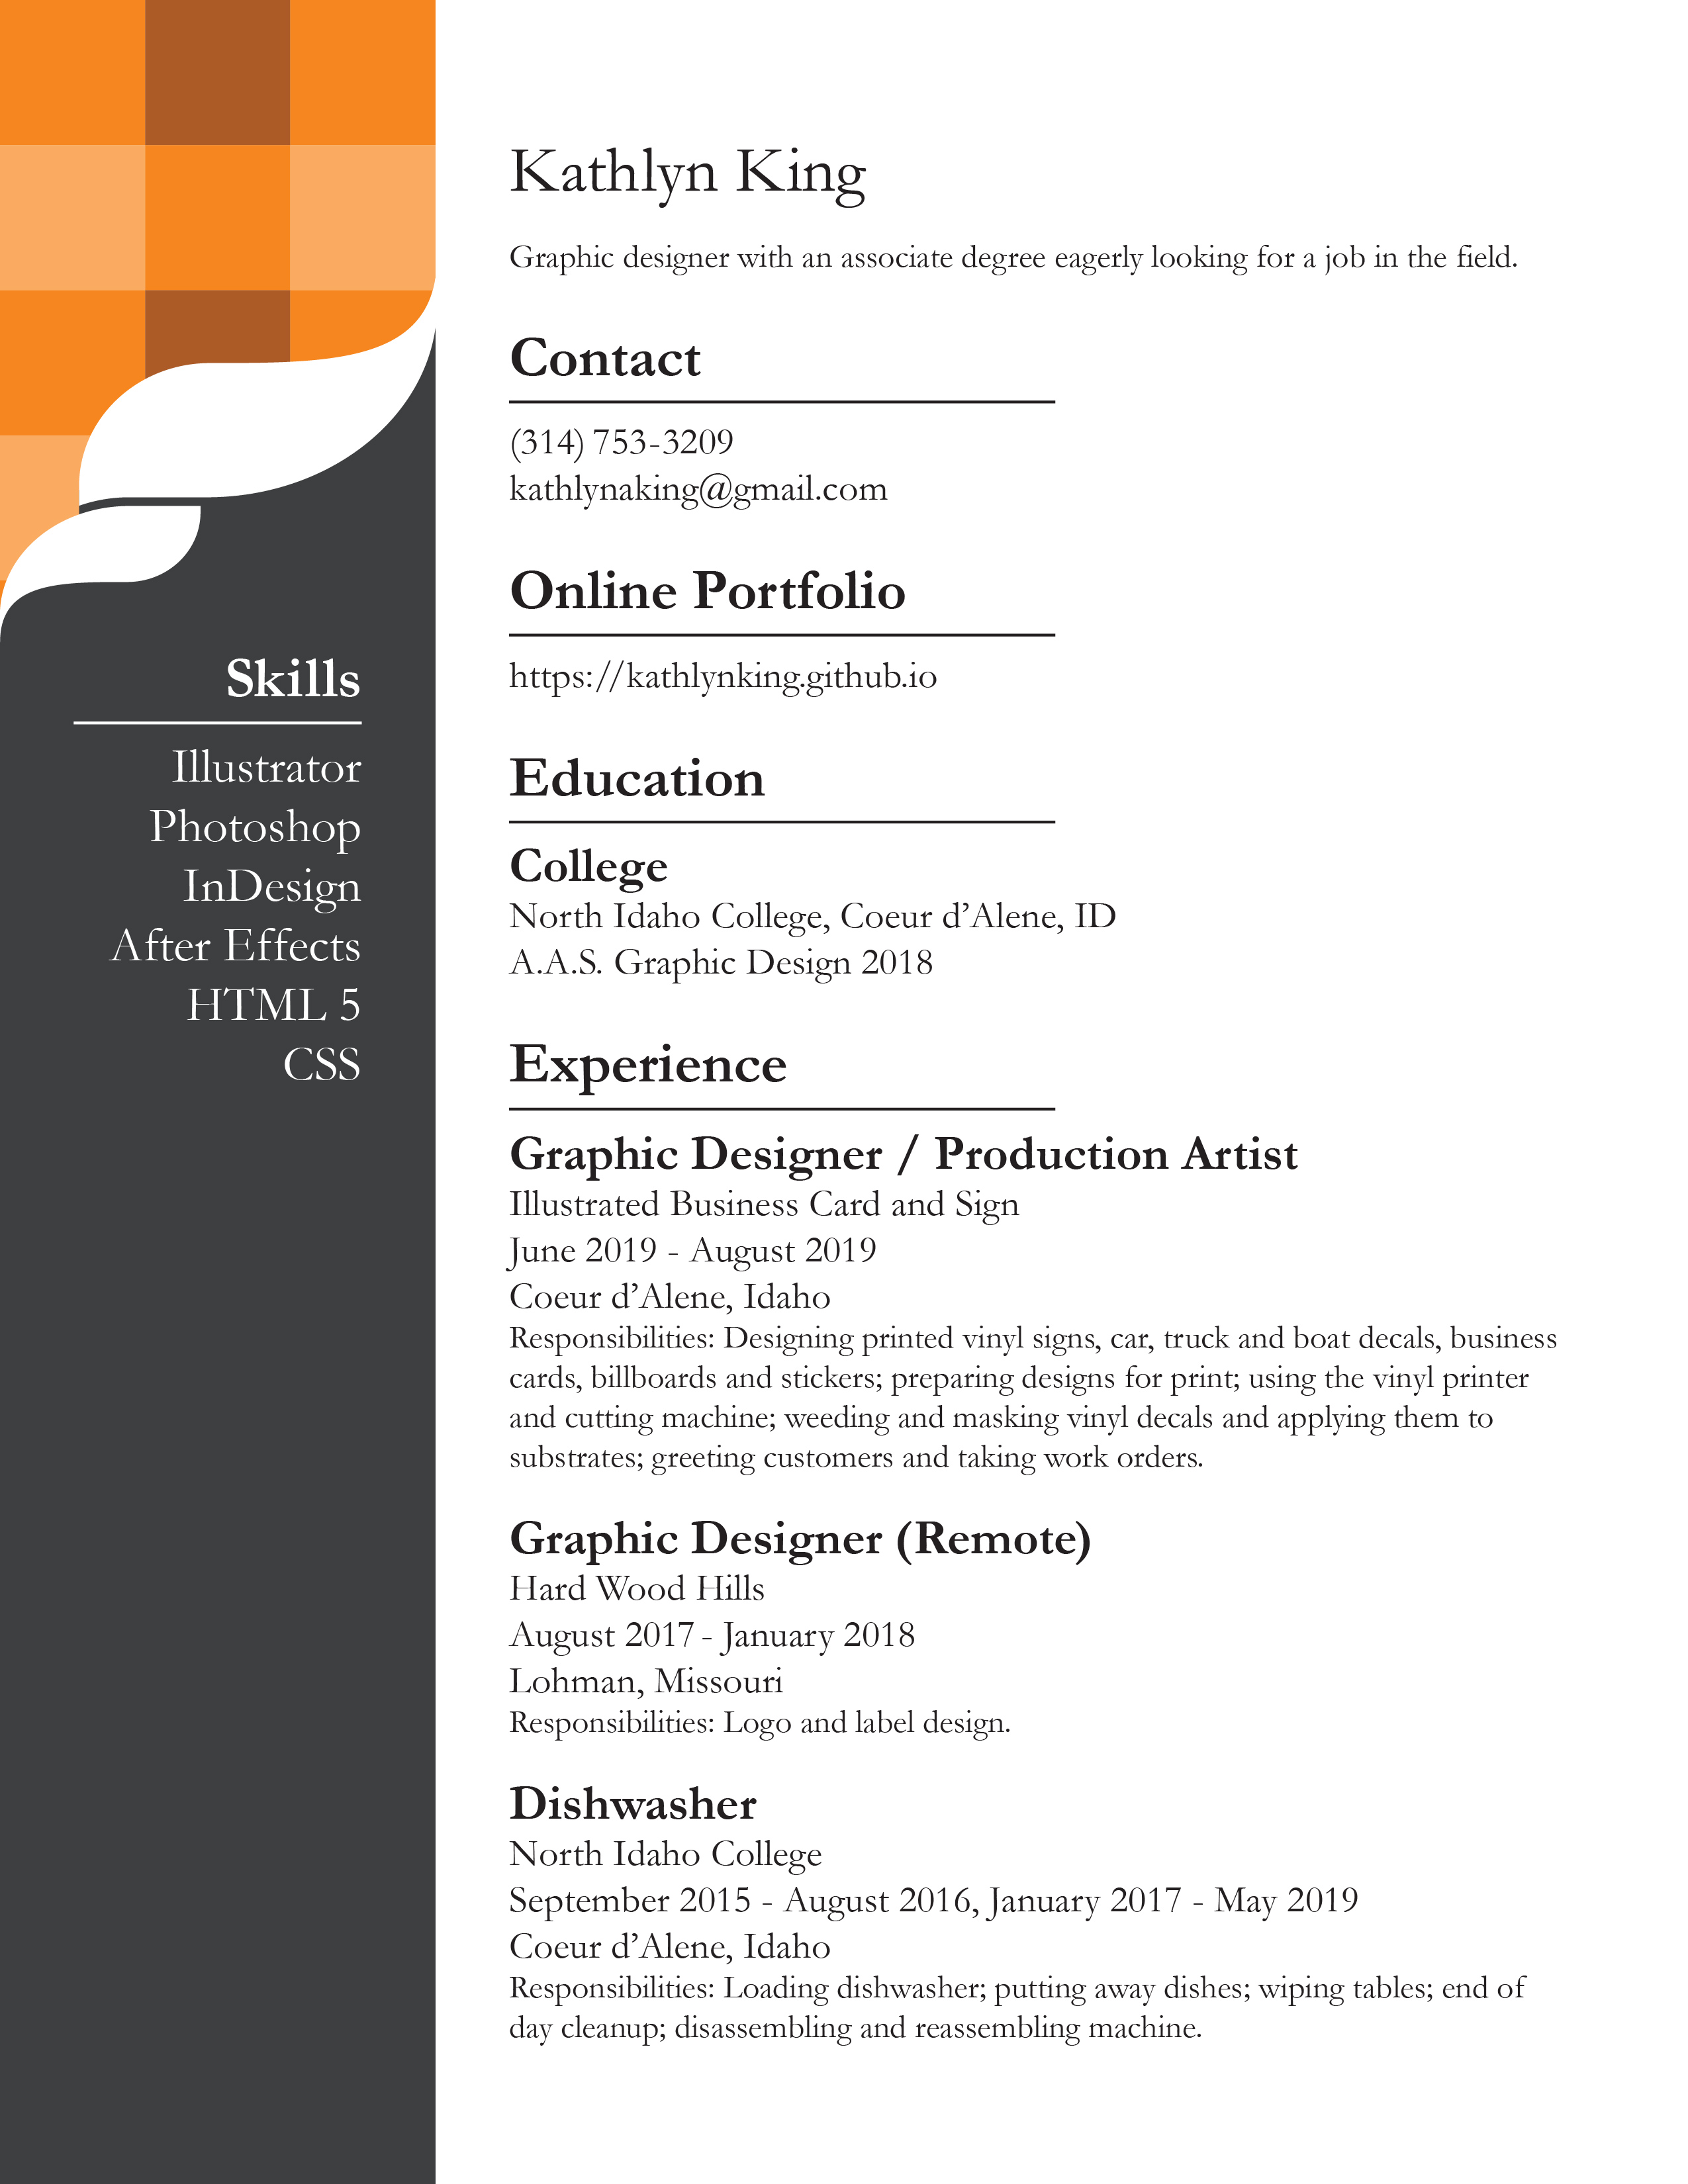 Kathlyn King
Graphic designer with an associate degree eagerly looking for a job in the field.
Contact
(314) 753-3209
kathlynaking@gmail.com
Online Portfolio
https://kathlynking.github.io
Education
College
North Idaho College, Coeur d’Alene, ID
A.A.S. Graphic Design 2018
Experience
Graphic Designer / Production Artist
Illustrated Business Card and Sign
June 2019 - August 2019
Coeur d’Alene, Idaho
Responsibilities: Designing printed vinyl signs, car, truck and boat decals, business
cards, billboards and stickers; preparing designs for print; using the vinyl printer
and cutting machine; weeding and masking vinyl decals and applying them to
substrates; greeting customers and taking work orders.
Graphic Designer (Remote)
Hard Wood Hills
August 2017 - January 2018
Lohman, Missouri
Responsibilities: Logo and label design.
Dishwasher
North Idaho College
September 2015 - August 2016, January 2017 - May 2019
Coeur d’Alene, Idaho
Responsibilities: Loading dishwasher; putting away dishes; wiping tables; end of
day cleanup; disassembling and reassembling machine.
Skills
Illustrator
Photoshop
InDesign
After Effects
HTML 5
CSS